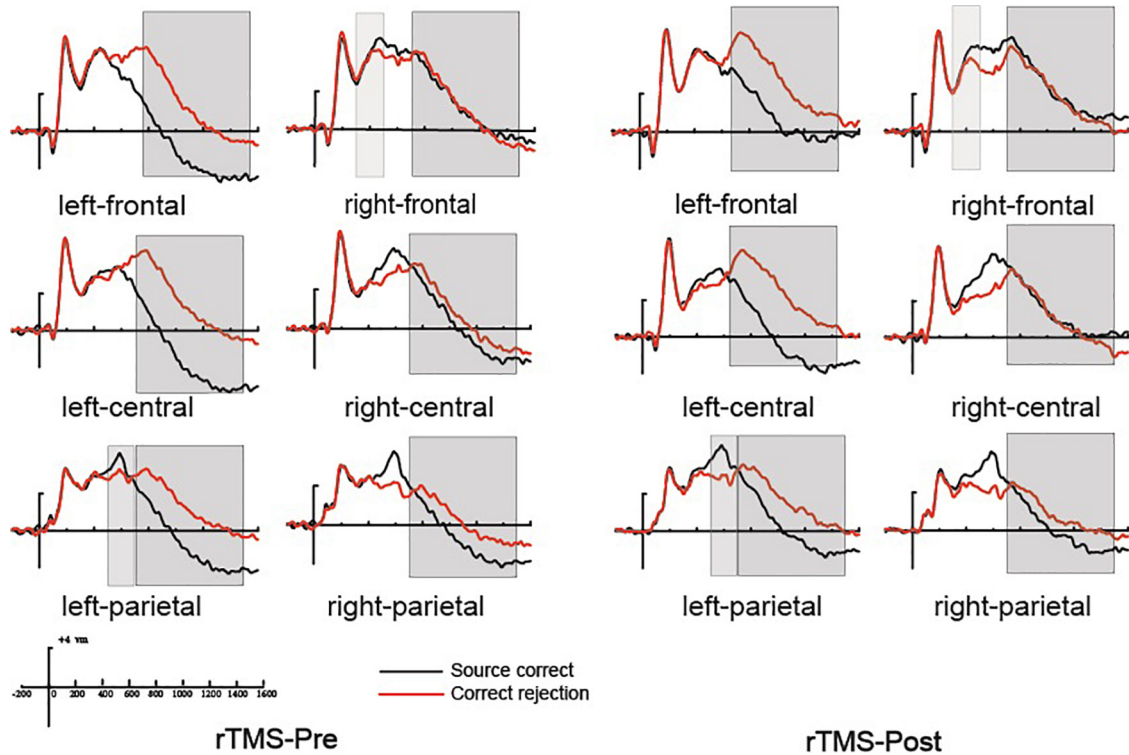 left-frontal right-frontal left-frontal right-frontal
left-central right-central left-central right-central
left-parietal right-parietal left-parietal right-parietal
+4 vm
-200 0 200 400 600 800 1000 1200 1400 1600
Source correct
Correct rejection
rTMS-Pre rTMS-Post